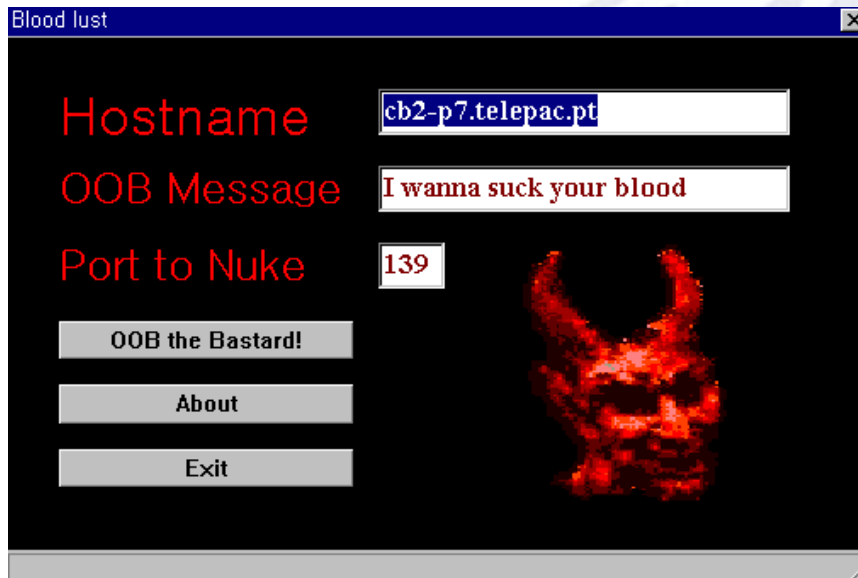 Blood lust
Hostname
cb2-p7.telepac.pt
OOB Message
I wanna suck your blood
Port to Nuke
139
OOB the Bastard!
About
Exit